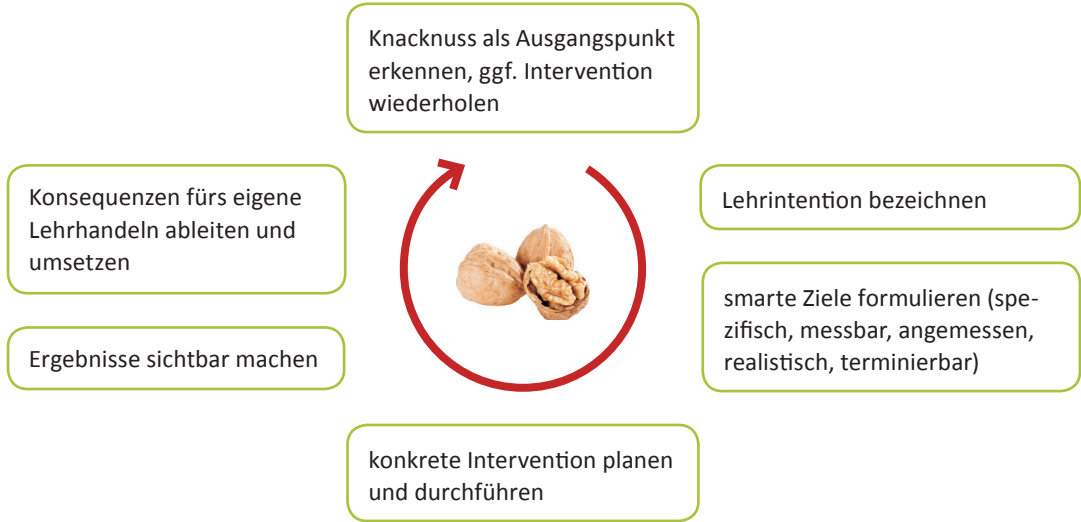 Knacknuss als Ausgangspunkt
erkennen, ggf. Intervention
wiederholen
Lehrintention bezeichnen
smarte Ziele formulieren (spe-
zifisch, messbar, angemessen,
realistisch, terminierbar)
konkrete Intervention planen
und durchführen
Ergebnisse sichtbar machen
Konsequenzen fürs eigene
Lehrhandeln ableiten und
umsetzen